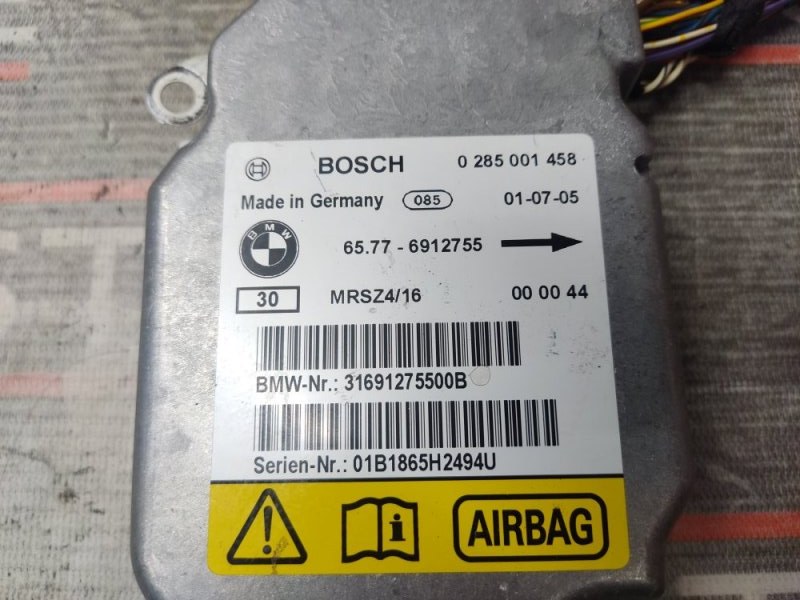 BOSCH 0 285 001 458
Made in Germany 085 01-07-05
BMW 65.77 - 6912755
30 MRSZ4/16 00 00 44
BMW-Nr.: 31691275500B
Serien-Nr.: 01B1865H2494U
AIRBAG